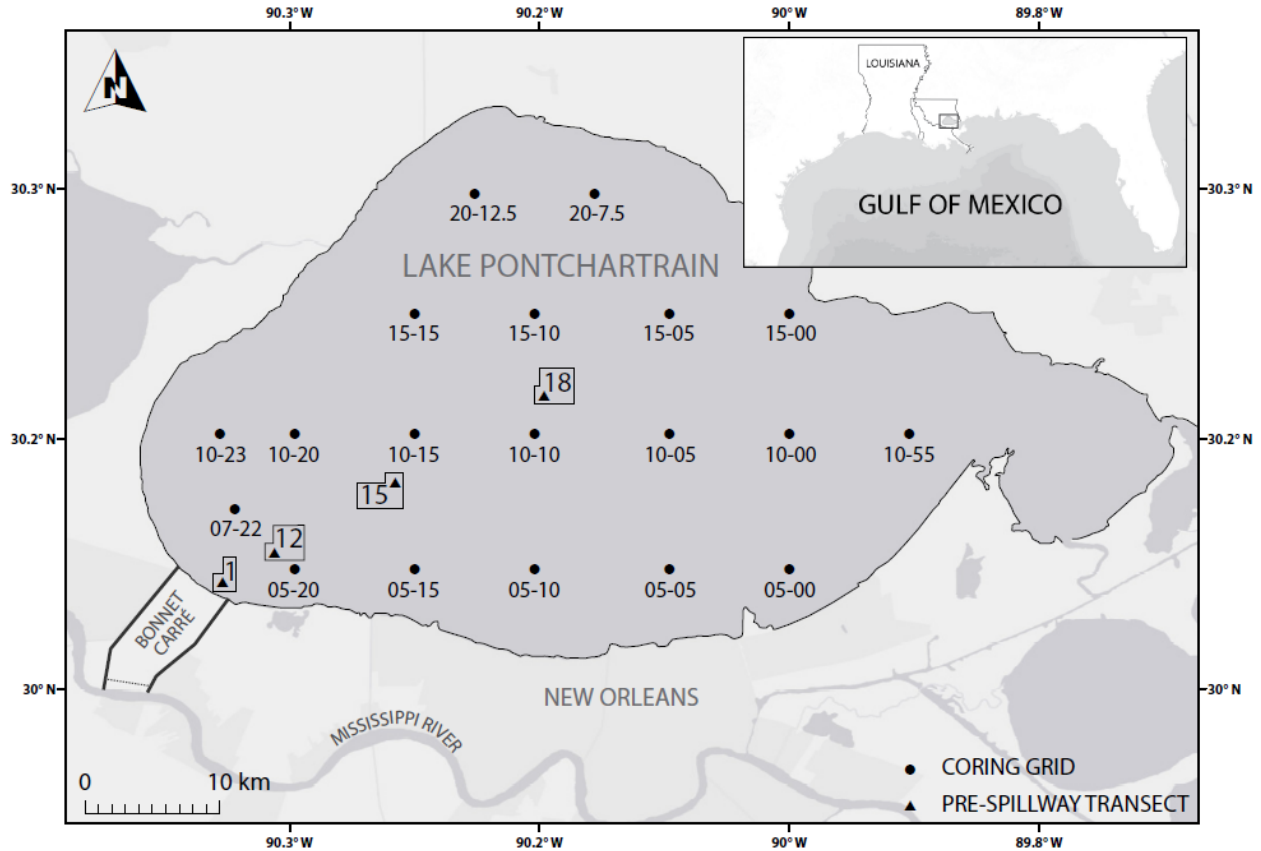 90.3°W 90.2°W 90°W 89.8°W
N
LOUISIANA
GULF OF MEXICO
30.3° N 30.3° N
20-12.5 20-7.5
LAKE PONTCHARTRAIN
15-15 15-10 15-05 15-00
18
30.2° N 30.2° N
10-23 10-20 10-15 10-10 10-05 10-00 10-55
15
07-22
12
1
05-20 05-15 05-10 05-05 05-00
BONNET
CARRÉ
30° N 30° N
NEW ORLEANS
MISSISSIPPI RIVER
0 10 km
CORING GRID
PRE-SPILLWAY TRANSECT
90.3°W 90.2°W 90°W 89.8°W